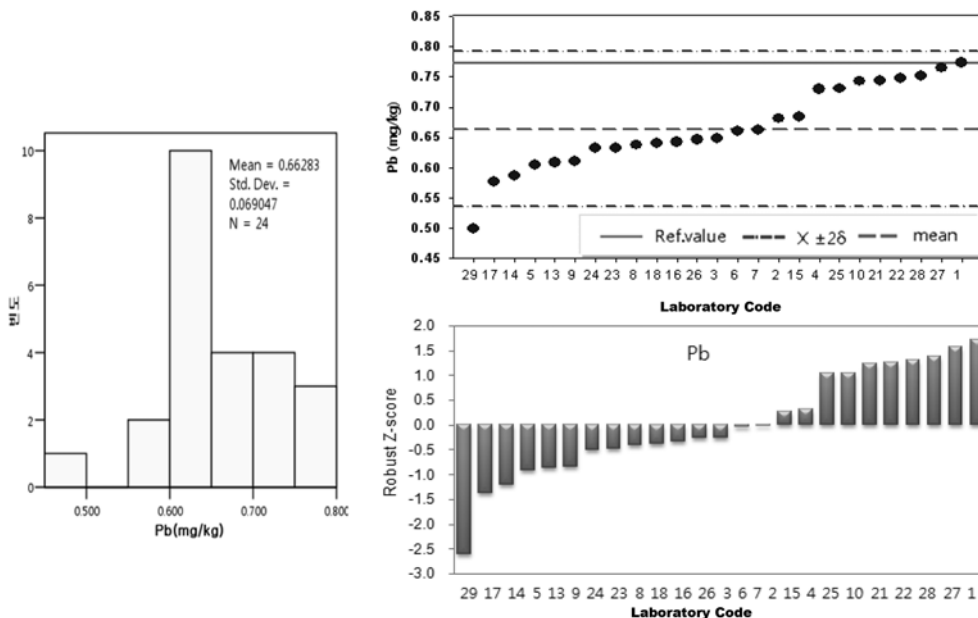 10
8
6
4
2
0
빈도
Mean = 0.66283
Std. Dev. =
0.069047
N = 24
0.500 0.600 0.700 0.800
Pb(mg/kg)
0.85
0.80
0.75
0.70
0.65
0.60
0.55
0.50
0.45
Pb (mg/kg)
Ref.value X ±2δ mean
29 17 14 5 13 9 24 23 8 18 16 26 3 6 7 2 15 4 25 10 21 22 28 27 1
Laboratory Code
2.0
1.5
1.0
0.5
0.0
-0.5
-1.0
-1.5
-2.0
-2.5
-3.0
Robust Z-score
Pb
29 17 14 5 13 9 24 23 8 18 16 26 3 6 7 2 15 4 25 10 21 22 28 27 1
Laboratory Code